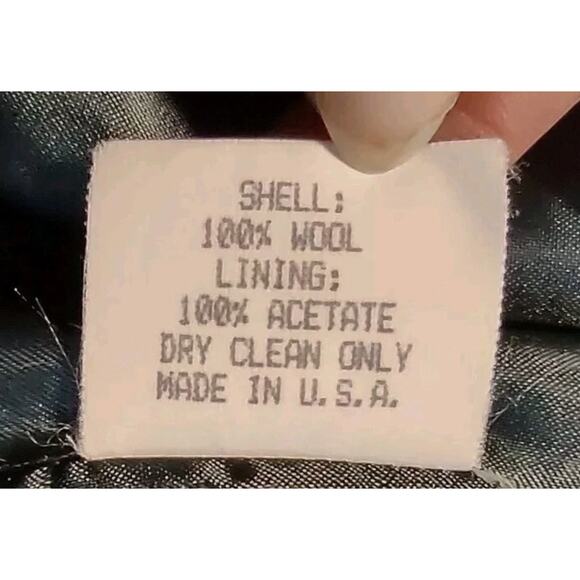 SHELL:
100% WOOL
LINING:
100% ACETATE
DRY CLEAN ONLY
MADE IN U.S.A.